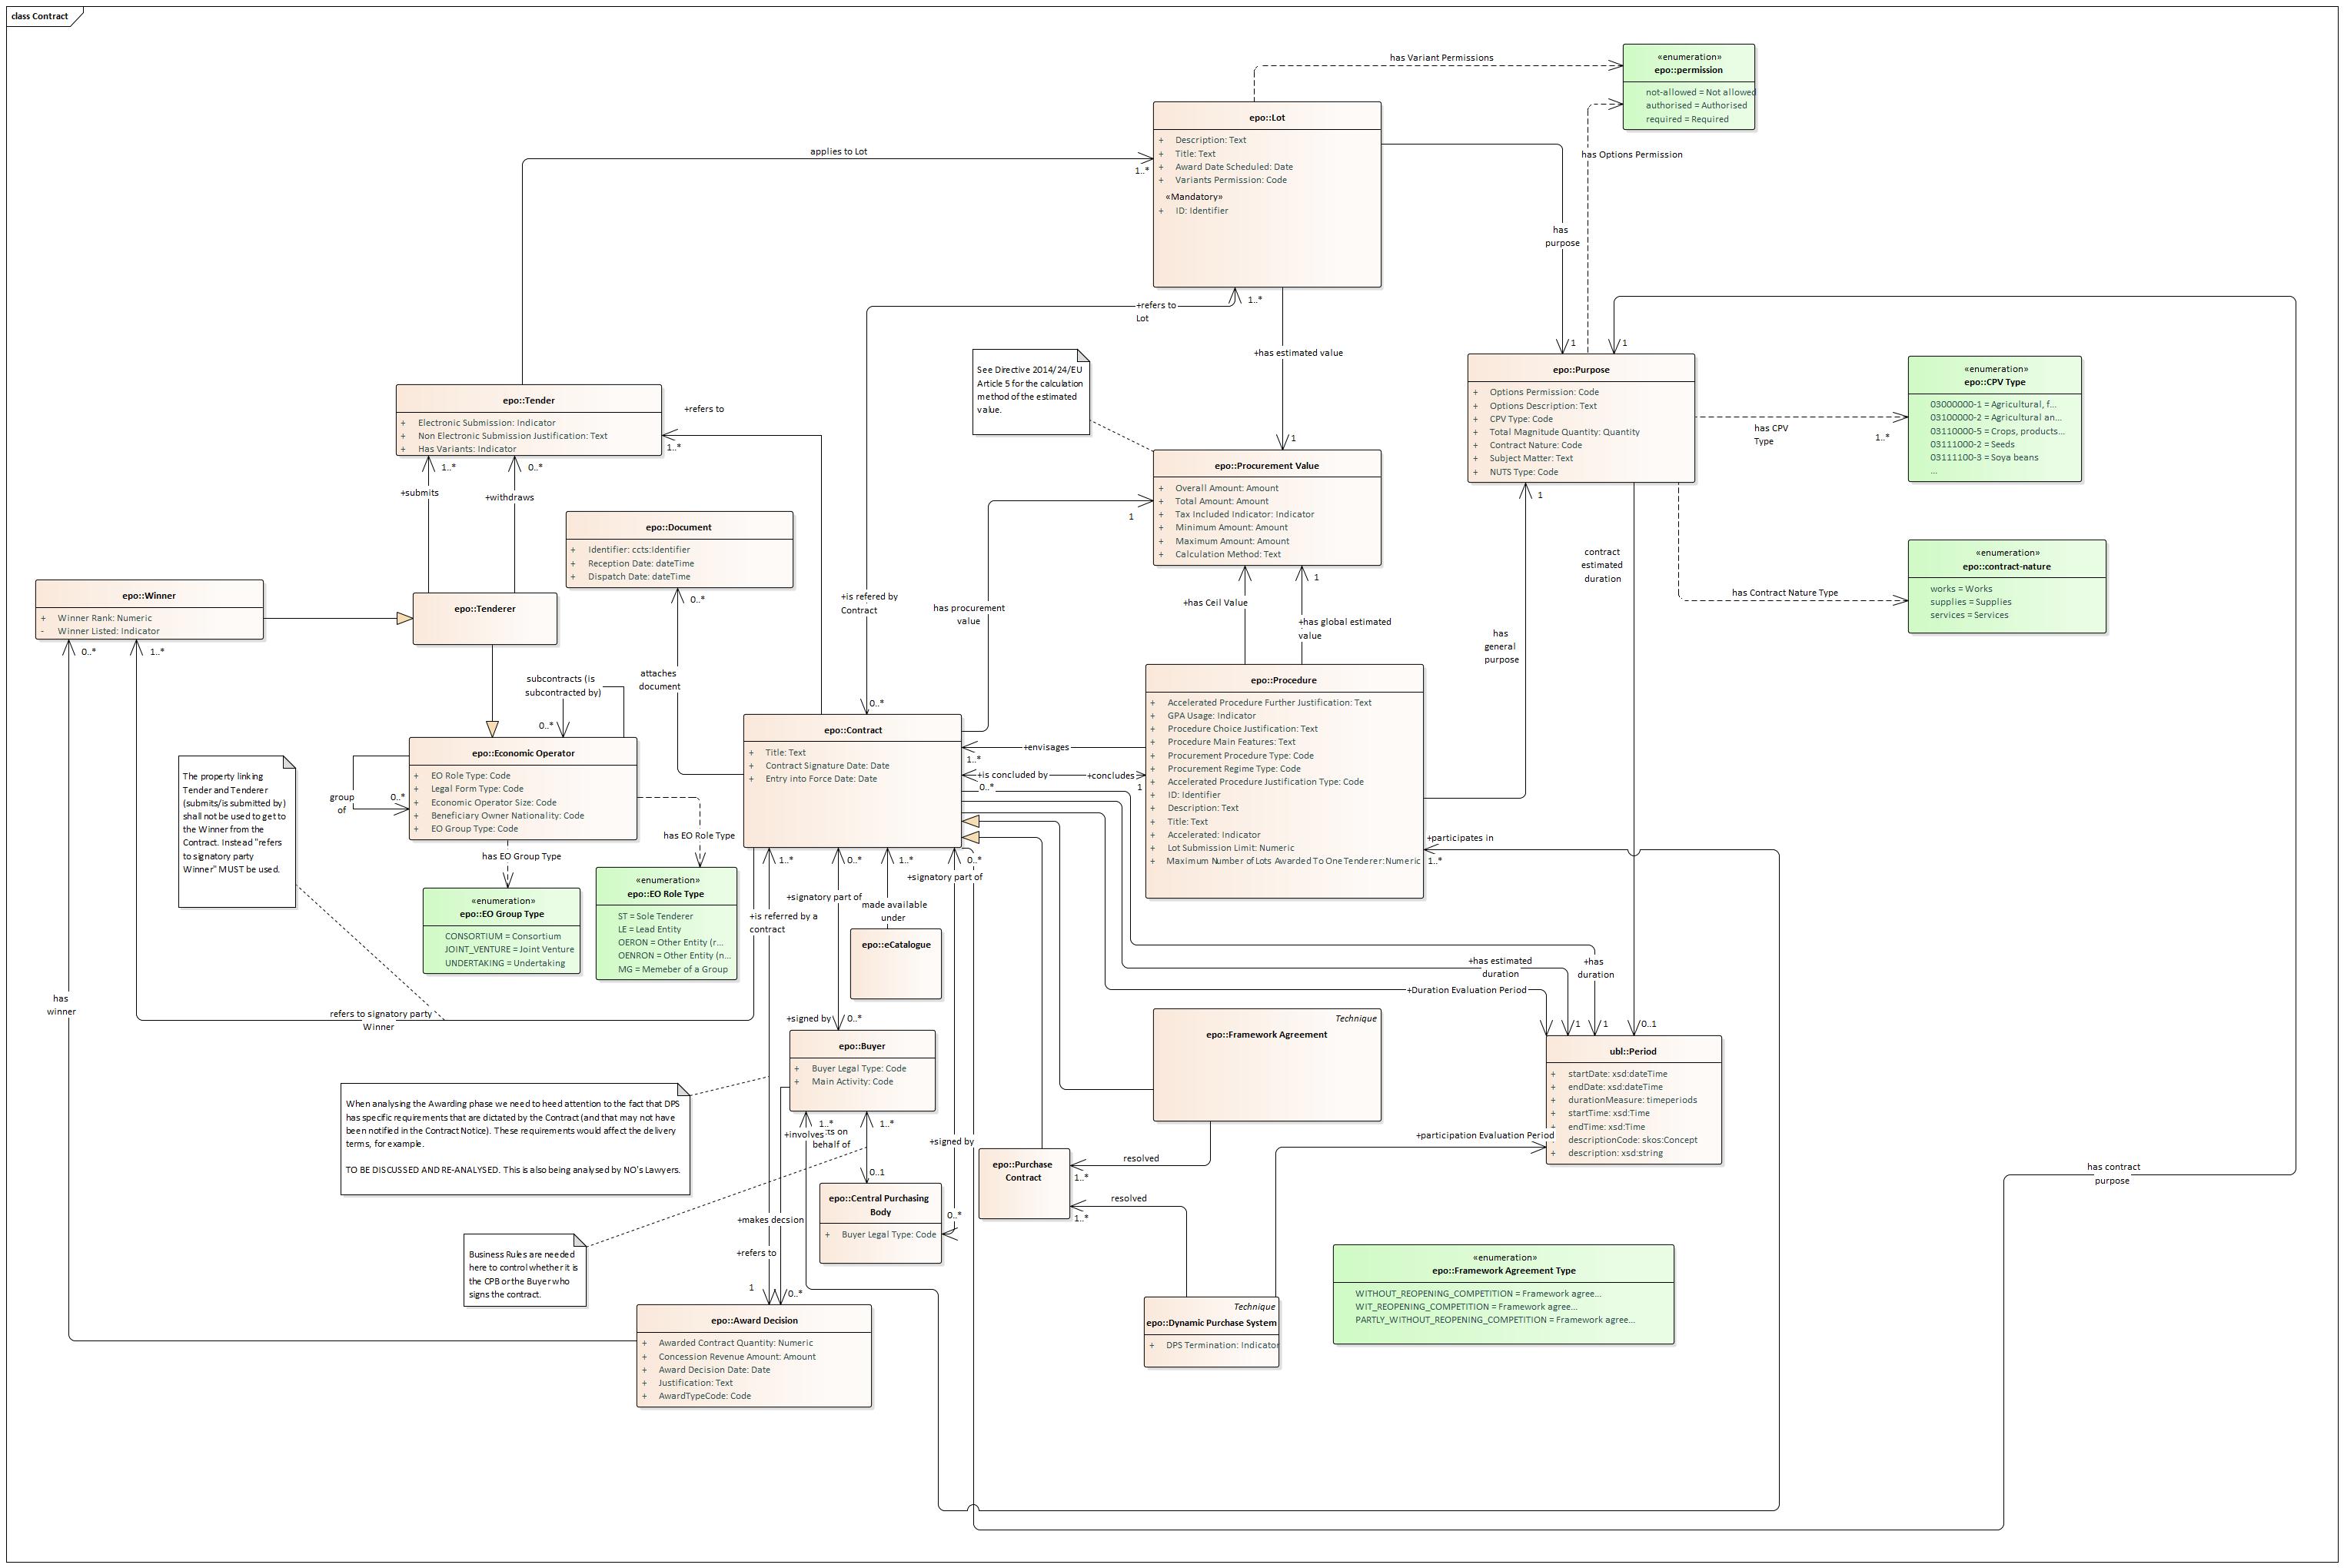 class Contract
has Variant Permissions
«enumeration»
epo::permission
not-allowed = Not allowed
authorised = Authorised
required = Required
has Options Permission
epo::Lot
+ Description: Text
+ Title: Text
+ Award Date Scheduled: Date
+ Variants Permission: Code
«Mandatory»
+ ID: Identifier
applies to Lot
1..*
has
purpose
1
1
+refers to
Lot
1..*
+has estimated value
1
See Directive 2014/24/EU
Article 5 for the calculation
method of the estimated
value.
epo::Purpose
+ Options Permission: Code
+ Options Description: Text
+ CPV Type: Code
+ Total Magnitude Quantity: Quantity
+ Contract Nature: Code
+ Subject Matter: Text
+ NUTS Type: Code
has CPV
Type
1..*
«enumeration»
epo::CPV Type
03000000-1 = Agricultural, f...
03100000-2 = Agricultural an...
03110000-5 = Crops, products...
03111000-2 = Seeds
03111100-3 = Soya beans
...
epo::Tender
+ Electronic Submission: Indicator
+ Non Electronic Submission Justification: Text
+ Has Variants: Indicator
+refers to
1..*
1..*
0..*
+submits
+withdraws
epo::Procurement Value
+ Overall Amount: Amount
+ Total Amount: Amount
+ Tax Included Indicator: Indicator
+ Minimum Amount: Amount
+ Maximum Amount: Amount
+ Calculation Method: Text
1
1
1
epo::Document
+ Identifier: ccts:Identifier
+ Reception Date: dateTime
+ Dispatch Date: dateTime
0..*
contract
estimated
duration
«enumeration»
epo::contract-nature
works = Works
supplies = Supplies
services = Services
has Contract Nature Type
epo::Winner
+ Winner Rank: Numeric
- Winner Listed: Indicator
0..*
1..*
epo::Tenderer
+is refered by
Contract
has procurement
value
+has Ceil Value
+has global estimated
value
has
general
purpose
attaches
document
subcontracts (is
subcontracted by)
0..*
0..*
epo::Procedure
+ Accelerated Procedure Further Justification: Text
+ GPA Usage: Indicator
+ Procedure Choice Justification: Text
+ Procedure Main Features: Text
+ Procurement Procedure Type: Code
+ Procurement Regime Type: Code
+ Accelerated Procedure Justification Type: Code
+ ID: Identifier
+ Description: Text
+ Title: Text
+ Accelerated: Indicator
+ Lot Submission Limit: Numeric
+ Maximum Number of Lots Awarded To One Tenderer: Numeric
epo::Contract
+ Title: Text
+ Contract Signature Date: Date
+ Entry into Force Date: Date
+envisages
1..*
+is concluded by
+concludes
0..*
1
epo::Economic Operator
+ EO Role Type: Code
+ Legal Form Type: Code
+ Economic Operator Size: Code
+ Beneficiary Owner Nationality: Code
+ EO Group Type: Code
group
of
0..*
The property linking
Tender and Tenderer
(submits/is submitted by)
shall not be used to get to
the Winner from the
Contract. Instead "refers
to signatory party
Winner" MUST be used.
has EO Role Type
has EO Group Type
+participates in
1..*
1..*
0..*
1..*
0..*
+signatory part of
+signatory part of
+is referred by a
contract
made available
under
«enumeration»
epo::EO Group Type
CONSORTIUM = Consortium
JOINT_VENTURE = Joint Venture
UNDERTAKING = Undertaking
«enumeration»
epo::EO Role Type
ST = Sole Tenderer
LE = Lead Entity
OERON = Other Entity (r...
OENRON = Other Entity (n...
MG = Memeber of a Group
epo::eCatalogue
+has estimated
duration
+has
duration
+Duration Evaluation Period
has
winner
refers to signatory party
Winner
+signed by
0..*
1
1
0..1
epo::Framework Agreement
Technique
epo::Buyer
+ Buyer Legal Type: Code
+ Main Activity: Code
ubl::Period
+ startDate: xsd:dateTime
+ endDate: xsd:dateTime
+ durationMeasure: timeperiods
+ startTime: xsd:Time
+ endTime: xsd:Time
+ descriptionCode: skos:Concept
+ description: xsd:string
When analysing the Awarding phase we need to heed attention to the fact that DPS
has specific requirements that are dictated by the Contract (and that may not have
been notified in the Contract Notice). These requirements would affect the delivery
terms, for example.
TO BE DISCUSSED AND RE-ANALYSED. This is also being analysed by NO's Lawyers.
1..*
1..*
+involves
behalf of
+signed by
0..1
+participation Evaluation Period
epo::Purchase
Contract
resolved
1..*
resolved
1..*
epo::Central Purchasing
Body
+ Buyer Legal Type: Code
0..*
has contract
purpose
+makes decsion
+refers to
1
0..*
Business Rules are needed
here to control whether it is
the CPB or the Buyer who
signs the contract.
«enumeration»
epo::Framework Agreement Type
WITHOUT_REOPENING_COMPETITION = Framework agree...
WIT_REOPENING_COMPETITION = Framework agree...
PARTLY_WITHOUT_REOPENING_COMPETITION = Framework agree...
Technique
epo::Dynamic Purchase System
+ DPS Termination: Indicator
epo::Award Decision
+ Awarded Contract Quantity: Numeric
+ Concession Revenue Amount: Amount
+ Award Decision Date: Date
+ Justification: Text
+ AwardTypeCode: Code